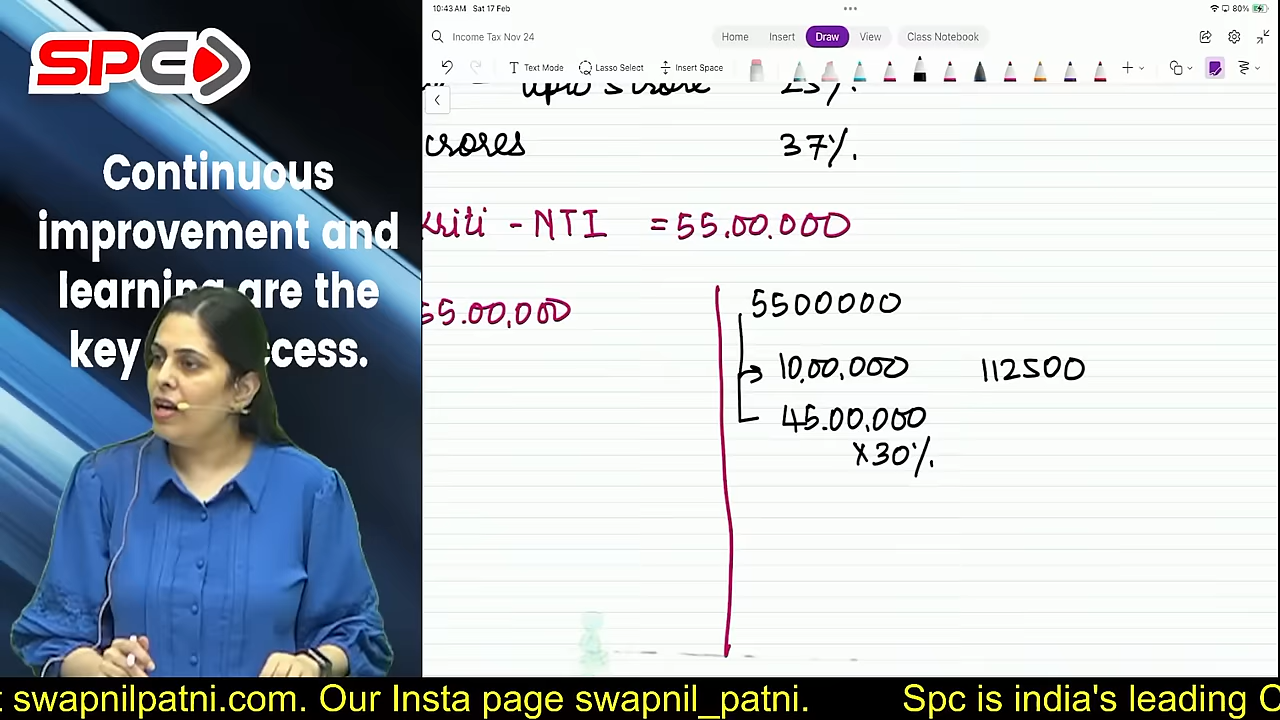 SPC
Continuous
improvement and
learning are the
key
ccess.
10:43 AM Sat 17 Feb
80%
Income Tax Nov 24
Home Insert Draw View Class Notebook
Text Mode Lasso Select Insert Space
crores 37%.
Kriti - NTI = 55.00.000
55.00.000
5500000
10,00.000 112500
45.00.000
x30%.
swapnilpatni.com. Our Insta page swapnil_patni. Spc is india's leading